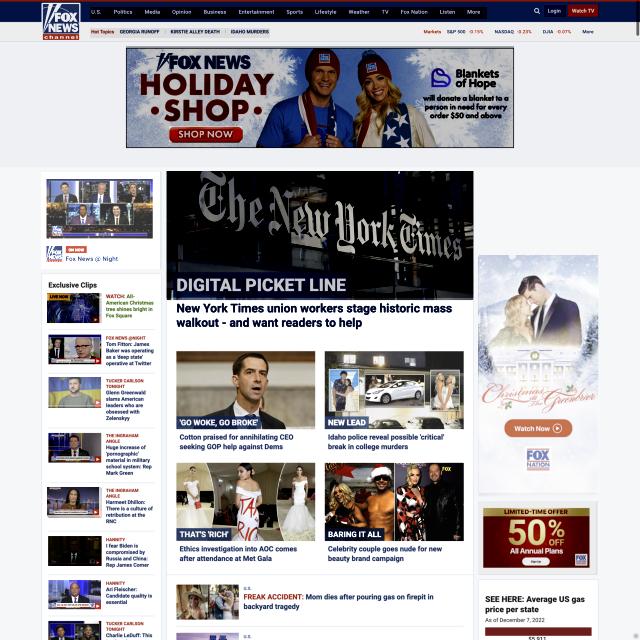 FOX
NEWS
channel
U.S. Politics Media Opinion Business Entertainment Sports Lifestyle Weather TV Fox Nation Listen More
Login Watch TV
Hot Topics GEORGIA RUNOFF KIRSTIE ALLEY DEATH IDAHO MURDERS
Markets S&P 500 -0.15% NASDAQ -0.23% DJIA -0.07% More
FOX NEWS
HOLIDAY
•SHOP•
SHOP NOW
Blankets
of Hope
will donate a blanket to a
person in need for every
order $50 and above
ON NOW
Fox News @ Night
Exclusive Clips
LIVE NOW
WATCH: All-
American Christmas
tree shines bright in
Fox Square
FOX NEWS @NIGHT
Tom Fitton: James
Baker was operating
as a 'deep state'
operative at Twitter
TUCKER CARLSON
TONIGHT
Glenn Greenwald
slams American
leaders who are
obsessed with
Zelenskyy
THE INGRAHAM
ANGLE
Huge increase of
'pornographic'
material in military
school system: Rep
Mark Green
THE INGRAHAM
ANGLE
Harmeet Dhillon:
There is a culture of
retribution at the
RNC
HANNITY
I fear Biden is
compromised by
Russia and China:
Rep James Comer
HANNITY
Ari Fleischer:
Candidate quality is
essential
TUCKER CARLSON
TONIGHT
Charlie LeDuff: This
The New York Times
DIGITAL PICKET LINE
New York Times union workers stage historic mass
walkout - and want readers to help
'GO WOKE, GO BROKE'
Cotton praised for annihilating CEO
seeking GOP help against Dems
NEW LEAD
Idaho police reveal possible 'critical'
break in college murders
TAX
RICH
THAT'S 'RICH'
Ethics investigation into AOC comes
after attendance at Met Gala
FOX
BARING IT ALL
Celebrity couple goes nude for new
beauty brand campaign
U.S.
FREAK ACCIDENT: Mom dies after pouring gas on firepit in
backyard tragedy
U.S.
Christmas at the Greenbrier
Watch Now
FOX
NATION
LIMITED-TIME OFFER
50%
OFF
All Annual Plans
SEE HERE: Average US gas
price per state
As of December 7, 2022